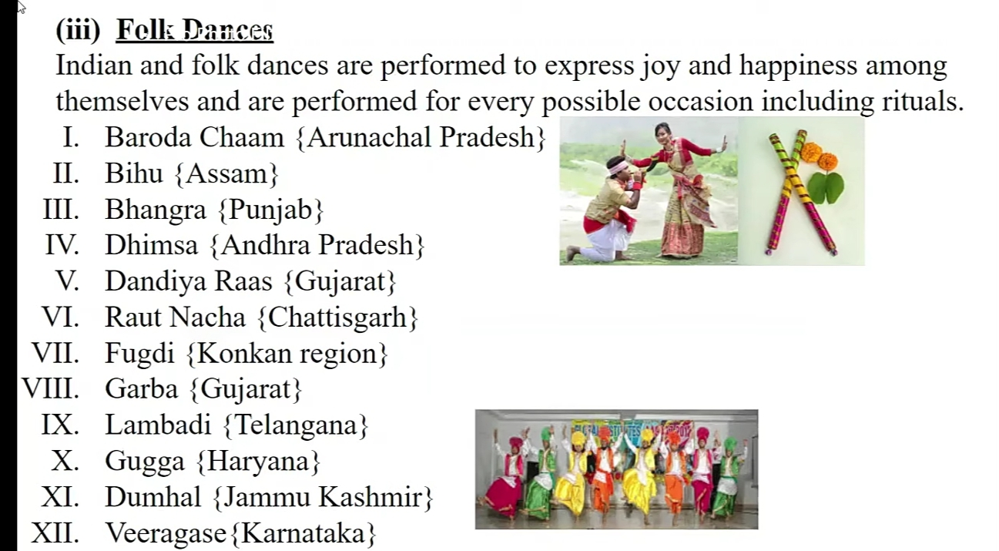 (iii) Folk Dances
Indian and folk dances are performed to express joy and happiness among
themselves and are performed for every possible occasion including rituals.
I. Baroda Chaam {Arunachal Pradesh}
II. Bihu {Assam}
III. Bhangra {Punjab}
IV. Dhimsa {Andhra Pradesh}
V. Dandiya Raas {Gujarat}
VI. Raut Nacha {Chattisgarh}
VII. Fugdi {Konkan region}
VIII. Garba {Gujarat}
IX. Lambadi {Telangana}
X. Gugga {Haryana}
XI. Dumhal {Jammu Kashmir}
XII. Veeragase{Karnataka}